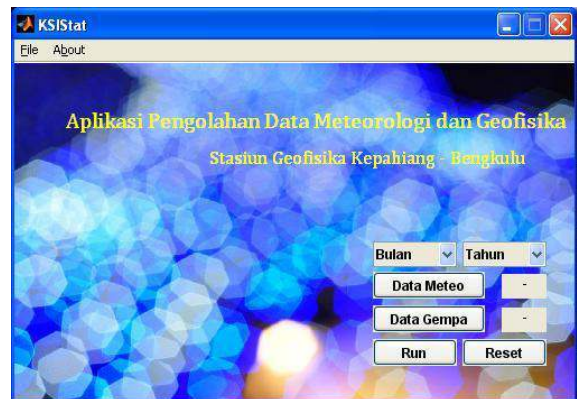 KSIStat
File About
Aplikasi Pengolahan Data Meteorologi dan Geofisika
Stasiun Geofisika Kepahiang - Bengkulu
Bulan Tahun
Data Meteo -
Data Gempa -
Run Reset